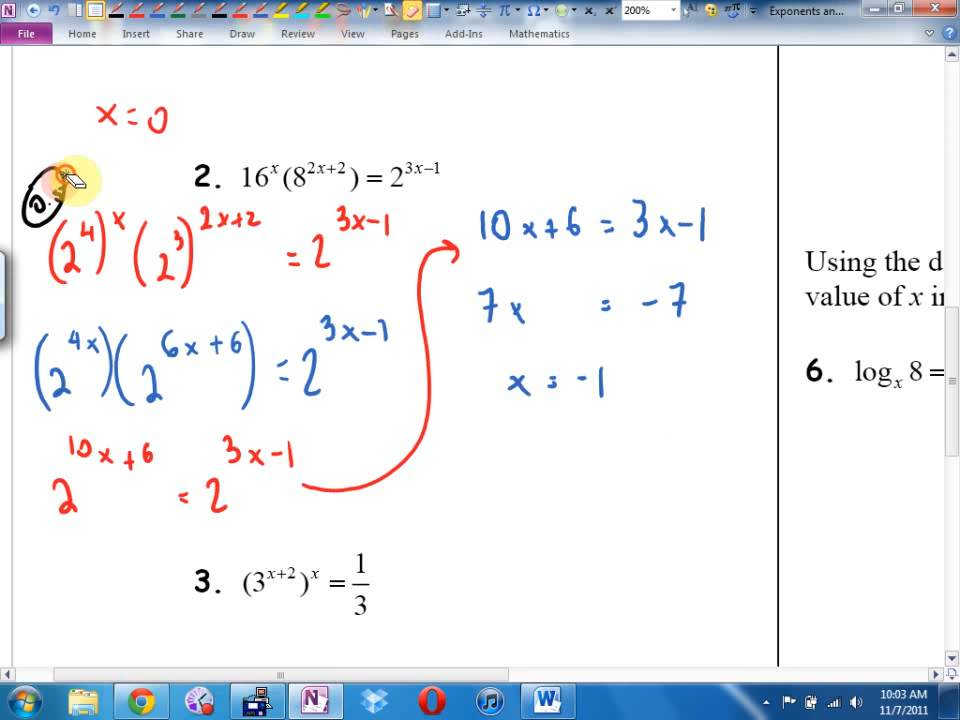 200%
Exponents an...
File Home Insert Share Draw Review View Pages Add-Ins Mathematics
x = 0
2. 16^x(8^{2x+2}) = 2^{3x−1}
(2^4)^x (2^3)^{2x+2} = 2^{3x−1}
(2^{4x})(2^{6x+6}) = 2^{3x−1}
2^{10x+6} = 2^{3x−1}
10x+6 = 3x−1
7x = −7
x = −1
3. (3^{x+2})^x = 1/3
Using the d
value of x i
6. log_x 8 =
10:03 AM
11/7/2011